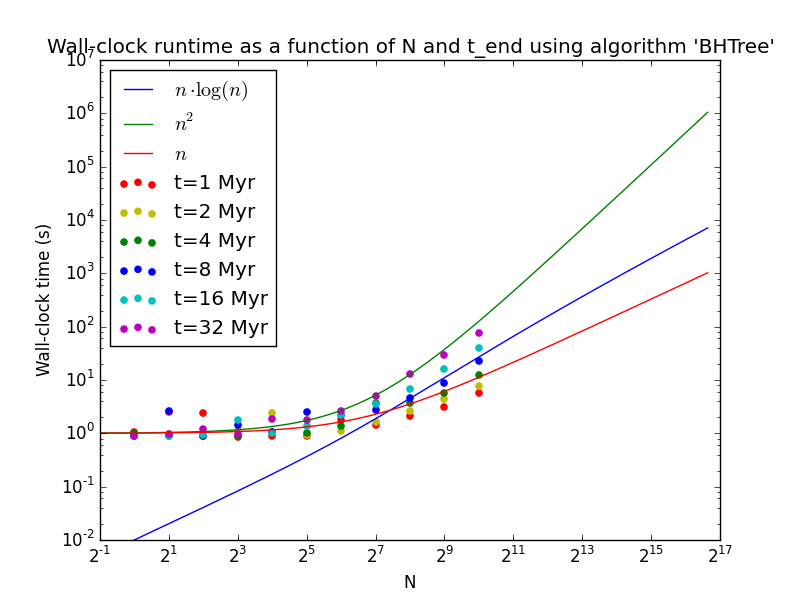 Wall-clock runtime as a function of N and t_end using algorithm 'BHTree'
10^7
10^6
10^5
10^4
10^3
10^2
10^1
10^0
10^-1
10^-2
Wall-clock time (s)
n·log(n)
n^2
n
t=1 Myr
t=2 Myr
t=4 Myr
t=8 Myr
t=16 Myr
t=32 Myr
2^-1 2^1 2^3 2^5 2^7 2^9 2^11 2^13 2^15 2^17
N